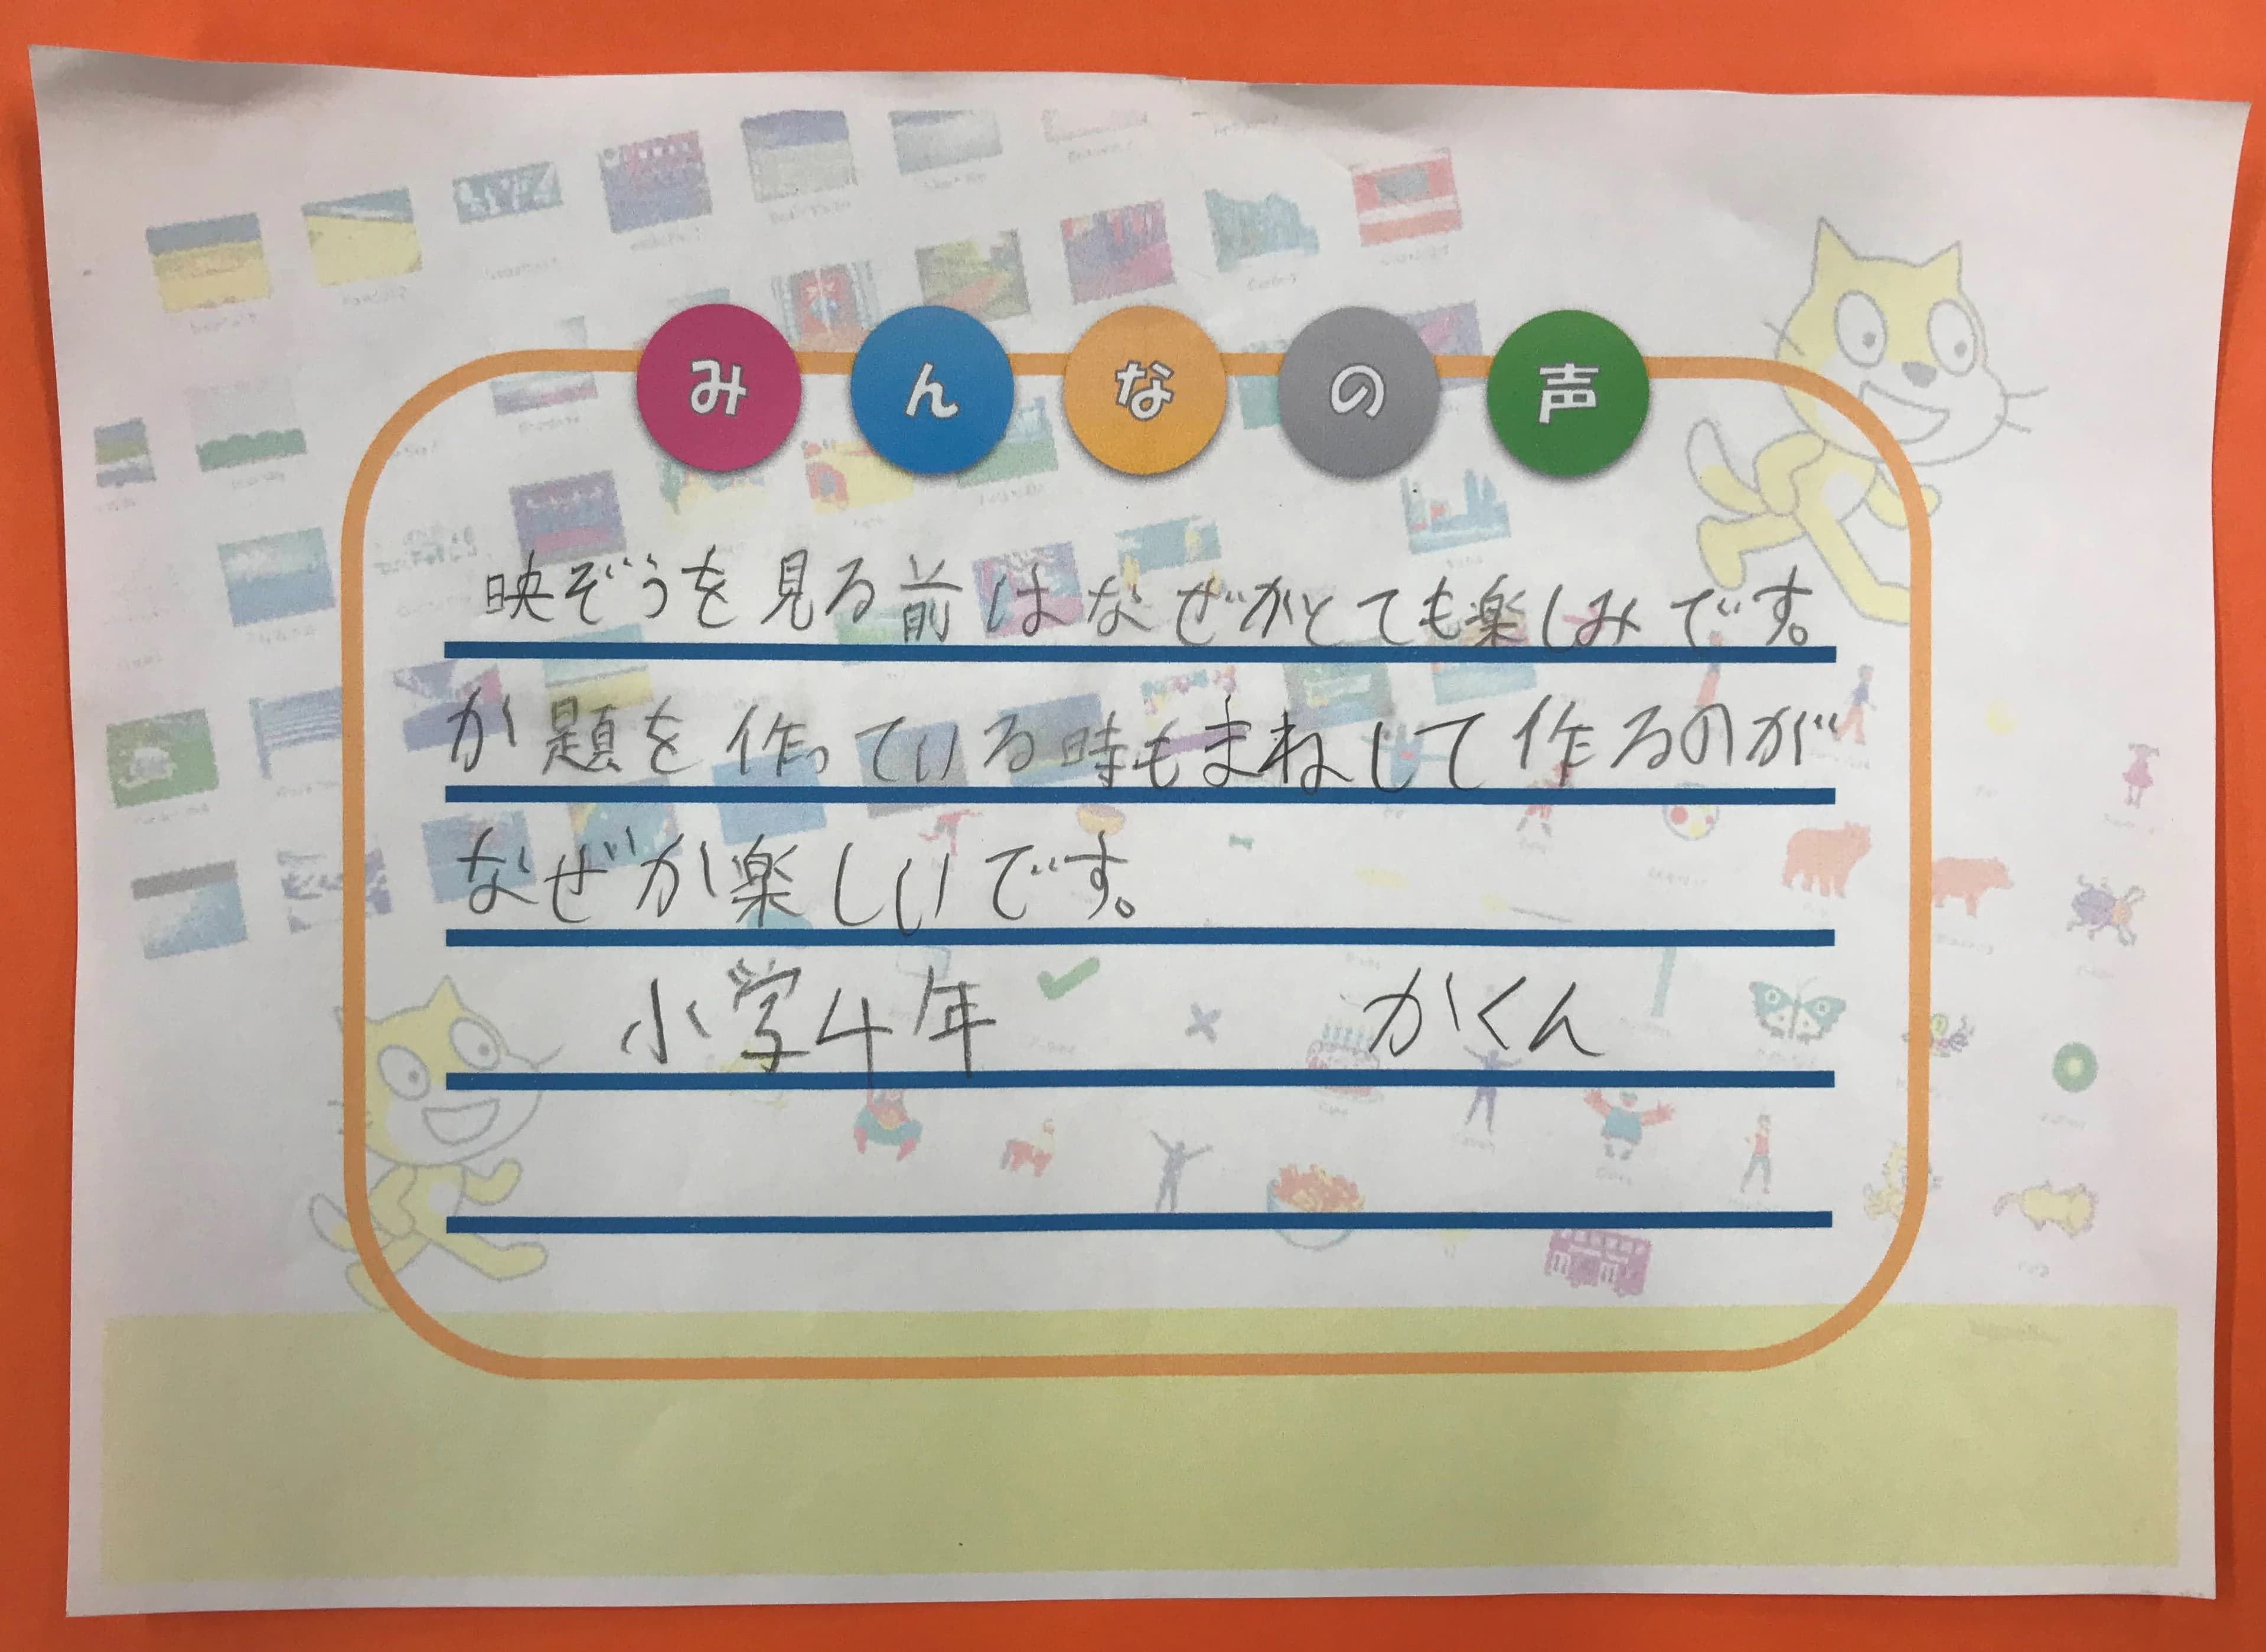 みんなの声
映ぞうを見る前はなぜかとても楽しみです。
か題を作っている時もまねして作るのが
なぜか楽しいです。
小学4年 かくん